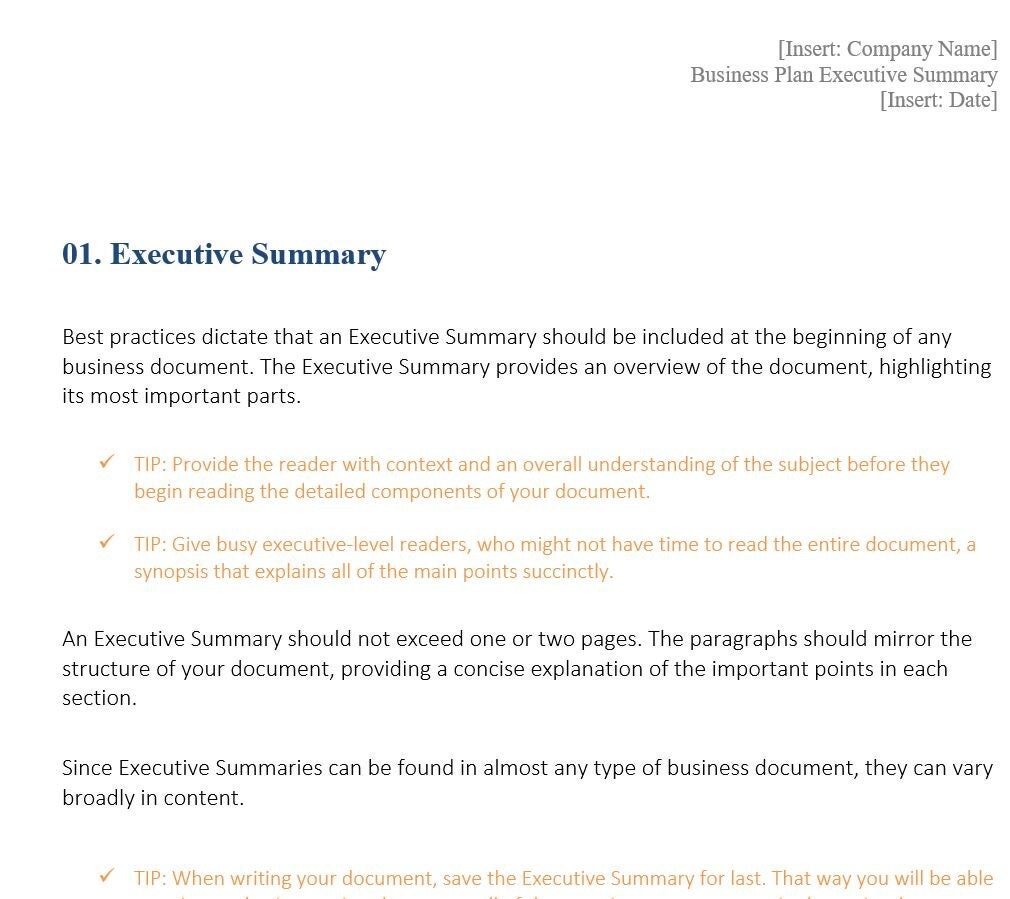 [Insert: Company Name]
Business Plan Executive Summary
[Insert: Date]
01. Executive Summary
Best practices dictate that an Executive Summary should be included at the beginning of any
business document. The Executive Summary provides an overview of the document, highlighting
its most important parts.
✓ TIP: Provide the reader with context and an overall understanding of the subject before they
begin reading the detailed components of your document.
✓ TIP: Give busy executive-level readers, who might not have time to read the entire document, a
synopsis that explains all of the main points succinctly.
An Executive Summary should not exceed one or two pages. The paragraphs should mirror the
structure of your document, providing a concise explanation of the important points in each
section.
Since Executive Summaries can be found in almost any type of business document, they can vary
broadly in content.
✓ TIP: When writing your document, save the Executive Summary for last. That way you will be able